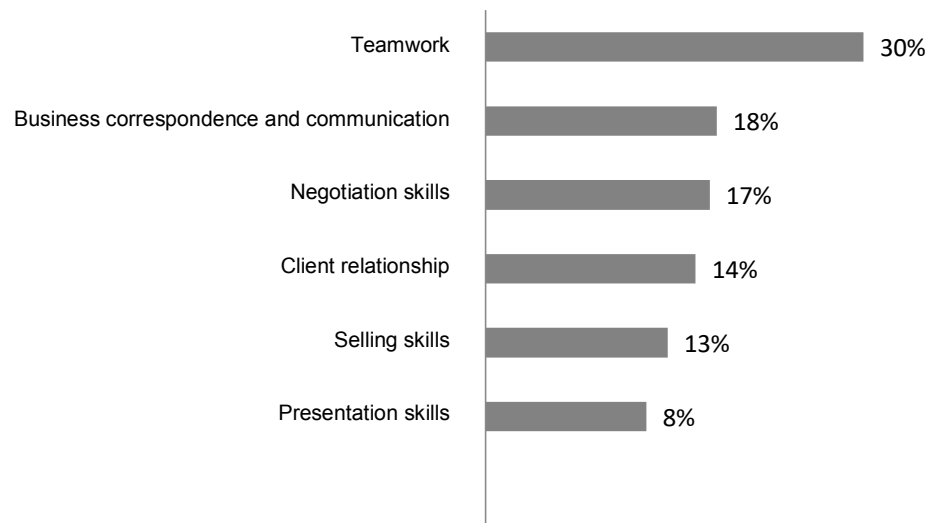 Teamwork
30%
Business correspondence and communication
18%
Negotiation skills
17%
Client relationship
14%
Selling skills
13%
Presentation skills
8%